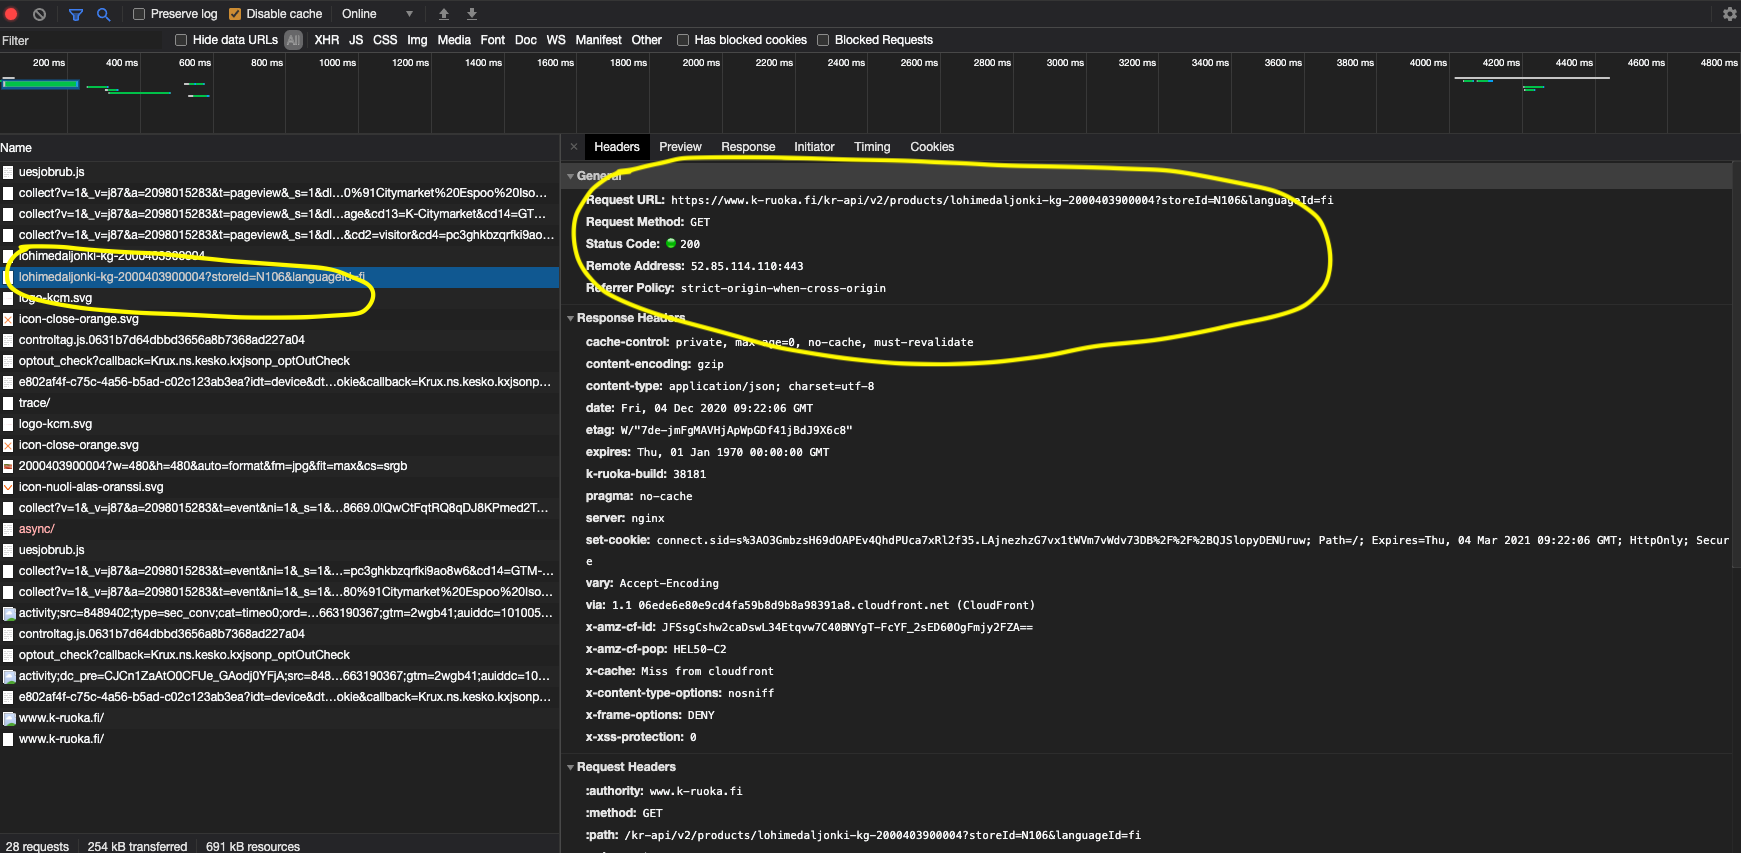 Preserve log Disable cache Online
Filter Hide data URLs All XHR JS CSS Img Media Font Doc WS Manifest Other Has blocked cookies Blocked Requests
200 ms 400 ms 600 ms 800 ms 1000 ms 1200 ms 1400 ms 1600 ms 1800 ms 2000 ms 2200 ms 2400 ms 2600 ms 2800 ms 3000 ms 3200 ms 3400 ms 3600 ms 3800 ms 4000 ms 4200 ms 4400 ms 4600 ms 4800 ms
Name
uesjobrub.js
collect?v=1&_v=j87&a=2098015283&t=pageview&_s=1&dl...0%91Citymarket%20Espoo%20Iso...
collect?v=1&_v=j87&a=2098015283&t=pageview&_s=1&dl...age&cd13=K-Citymarket&cd14=GT...
collect?v=1&_v=j87&a=2098015283&t=pageview&_s=1&dl...&cd2=visitor&cd4=pc3ghkbzqrfki9ao...
lohimedaljonki-kg-2000403900004
lohimedaljonki-kg-2000403900004?storeId=N106&languageId=fi
logo-kcm.svg
icon-close-orange.svg
controltag.js.0631b7d64dbbd3656a8b7368ad227a04
optout_check?callback=Krux.ns.kesko.kxjsonp_optOutCheck
e802af4f-c75c-4a56-b5ad-c02c123ab3ea?idt=device&dt...okie&callback=Krux.ns.kesko.kxjsonp...
trace/
logo-kcm.svg
icon-close-orange.svg
2000403900004?w=480&h=480&auto=format&fm=jpg&fit=max&cs=srgb
icon-nuoli-alas-oranssi.svg
collect?v=1&_v=j87&a=2098015283&t=event&ni=1&_s=1&...8669.0!QwCtFqtRQ8qDJ8KPmed2T...
async/
uesjobrub.js
collect?v=1&_v=j87&a=2098015283&t=event&ni=1&_s=1&...=pc3ghkbzqrfki9ao8w6&cd14=GTM-...
collect?v=1&_v=j87&a=2098015283&t=event&ni=1&_s=1&...80%91Citymarket%20Espoo%20Iso...
activity;src=8489402;type=sec_conv;cat=timeo0;ord=...663190367;gtm=2wgb41;auiddc=101005...
controltag.js.0631b7d64dbbd3656a8b7368ad227a04
optout_check?callback=Krux.ns.kesko.kxjsonp_optOutCheck
activity;dc_pre=CJCn1ZaAtO0CFUe_GAodj0YFjA;src=848...663190367;gtm=2wgb41;auiddc=10...
e802af4f-c75c-4a56-b5ad-c02c123ab3ea?idt=device&dt...okie&callback=Krux.ns.kesko.kxjsonp...
www.k-ruoka.fi/
www.k-ruoka.fi/
28 requests 254 kB transferred 691 kB resources
Headers Preview Response Initiator Timing Cookies
General
Request URL: https://www.k-ruoka.fi/kr-api/v2/products/lohimedaljonki-kg-2000403900004?storeId=N106&languageId=fi
Request Method: GET
Status Code: 200
Remote Address: 52.85.114.110:443
Referrer Policy: strict-origin-when-cross-origin
Response Headers
cache-control: private, max-age=0, no-cache, must-revalidate
content-encoding: gzip
content-type: application/json; charset=utf-8
date: Fri, 04 Dec 2020 09:22:06 GMT
etag: W/"7de-jmFgMAVHjApWpGDf41jBdJ9X6c8"
expires: Thu, 01 Jan 1970 00:00:00 GMT
k-ruoka-build: 38181
pragma: no-cache
server: nginx
set-cookie: connect.sid=s%3AO3GmbzsH69dOAPEv4QhdPUca7xRl2f35.LAjnezhzG7vx1tWVm7vWdv73DB%2F%2F%2BQJSlopyDENUruw; Path=/; Expires=Thu, 04 Mar 2021 09:22:06 GMT; HttpOnly; Secur
e
vary: Accept-Encoding
via: 1.1 06ede6e80e9cd4fa59b8d9b8a98391a8.cloudfront.net (CloudFront)
x-amz-cf-id: JFSsgCshw2caDswL34Etqvw7C40BNYgT-FcYF_2sED60OgFmjy2FZA==
x-amz-cf-pop: HEL50-C2
x-cache: Miss from cloudfront
x-content-type-options: nosniff
x-frame-options: DENY
x-xss-protection: 0
Request Headers
:authority: www.k-ruoka.fi
:method: GET
:path: /kr-api/v2/products/lohimedaljonki-kg-2000403900004?storeId=N106&languageId=fi